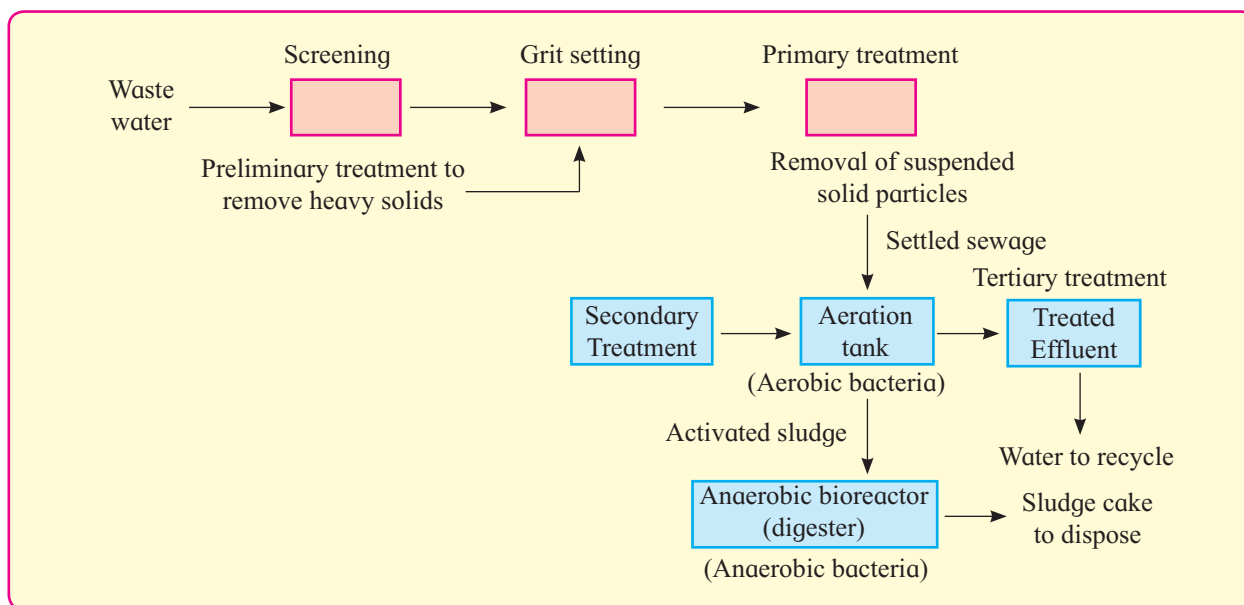 Screening
Grit setting
Primary treatment
Waste
water
Preliminary treatment to
remove heavy solids
Removal of suspended
solid particles
Settled sewage
Tertiary treatment
Secondary
Treatment
Aeration
tank
Treated
Effluent
(Aerobic bacteria)
Activated sludge
Water to recycle
Anaerobic bioreactor
(digester)
Sludge cake
to dispose
(Anaerobic bacteria)